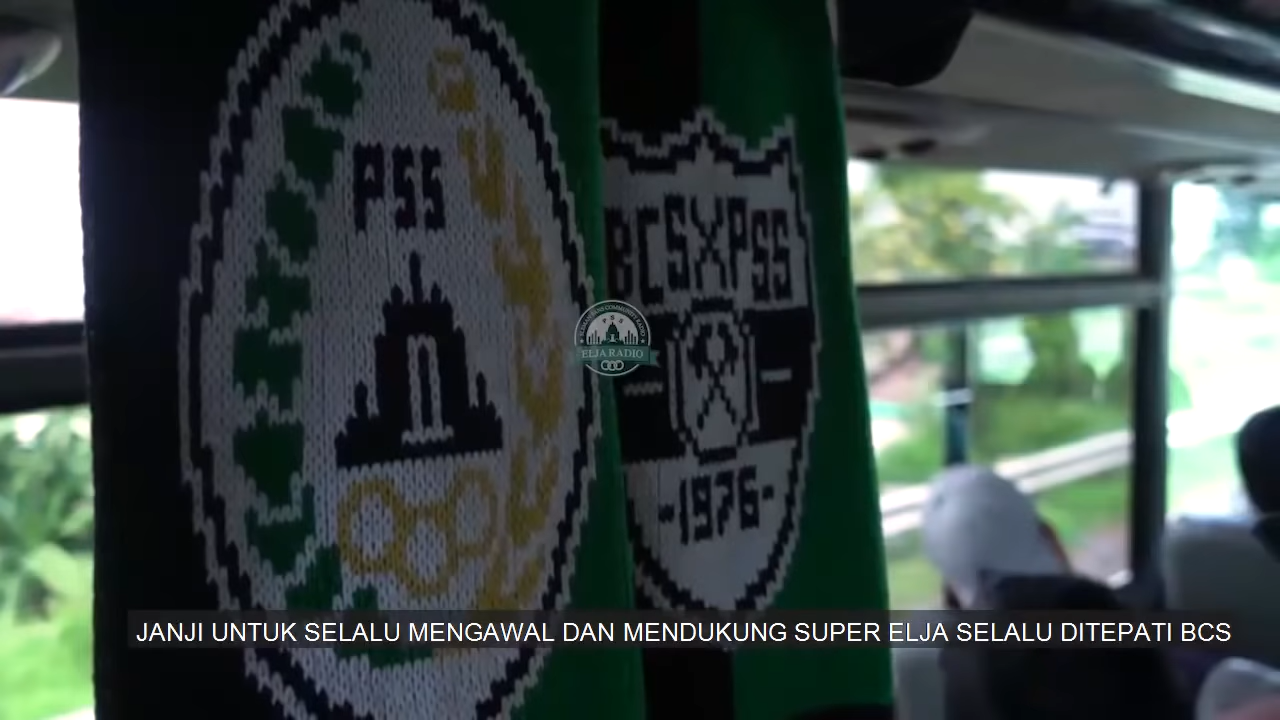 PSS
BCSXPSS
ELJA RADIO
-1976-
JANJI UNTUK SELALU MENGAWAL DAN MENDUKUNG SUPER ELJA SELALU DITEPATI BCS